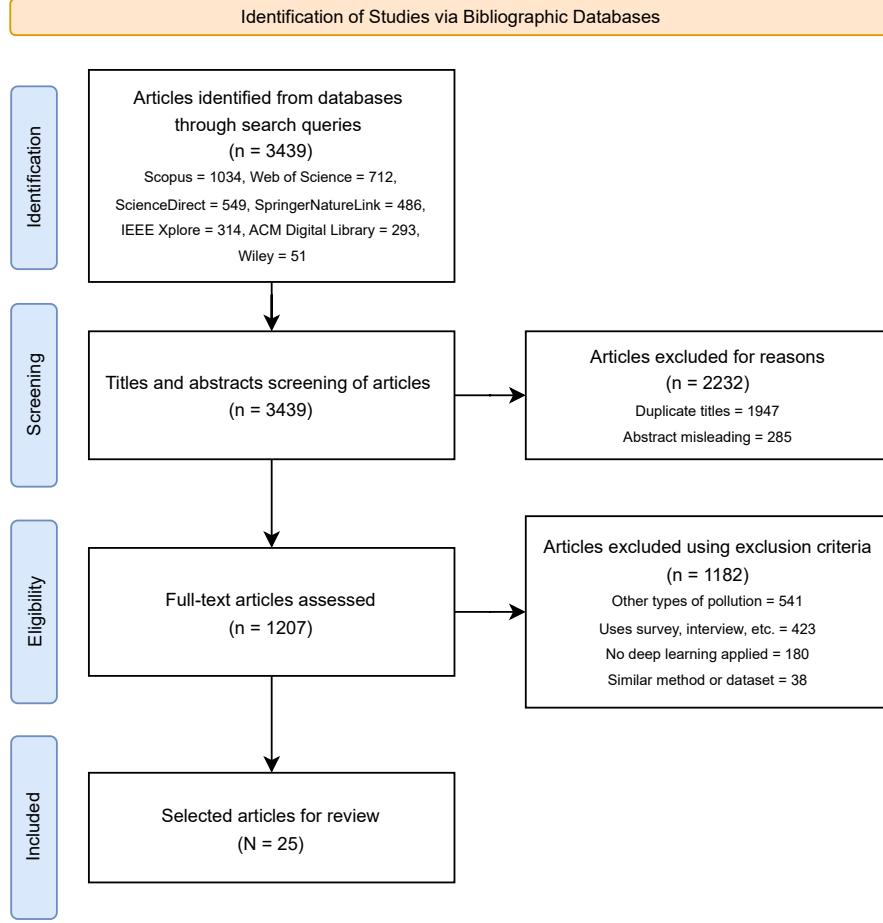 Identification of Studies via Bibliographic Databases
Identification
Articles identified from databases
through search queries
(n = 3439)
Scopus = 1034, Web of Science = 712,
ScienceDirect = 549, SpringerNatureLink = 486,
IEEE Xplore = 314, ACM Digital Library = 293,
Wiley = 51
Screening
Titles and abstracts screening of articles
(n = 3439)
Articles excluded for reasons
(n = 2232)
Duplicate titles = 1947
Abstract misleading = 285
Eligibility
Full-text articles assessed
(n = 1207)
Articles excluded using exclusion criteria
(n = 1182)
Other types of pollution = 541
Uses survey, interview, etc. = 423
No deep learning applied = 180
Similar method or dataset = 38
Included
Selected articles for review
(N = 25)